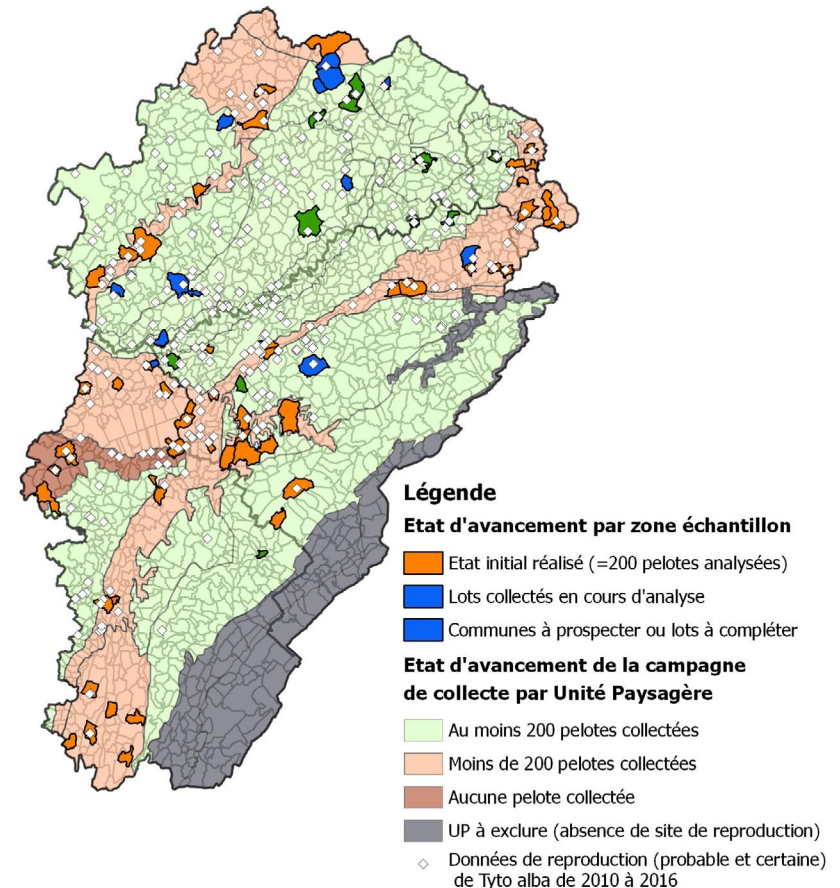 Légende
Etat d'avancement par zone échantillon
Etat initial réalisé (=200 pelotes analysées)
Lots collectés en cours d'analyse
Communes à prospecter ou lots à compléter
Etat d'avancement de la campagne
de collecte par Unité Paysagère
Au moins 200 pelotes collectées
Moins de 200 pelotes collectées
Aucune pelote collectée
UP à exclure (absence de site de reproduction)
Données de reproduction (probable et certaine)
de Tyto alba de 2010 à 2016